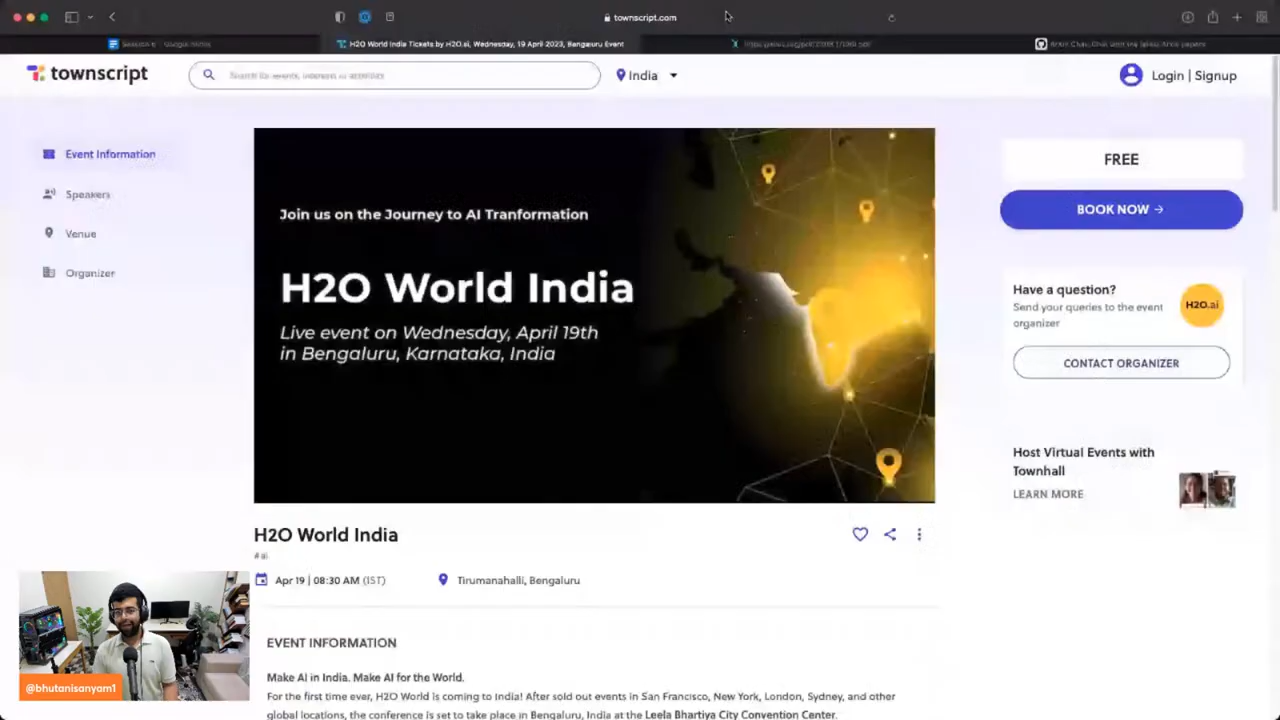 townscript.com
H2O World India Tickets by H2O.ai, Wednesday, 19 April 2023, Bengaluru Event
townscript
Search for events, interests or activities
India
Login | Signup
Event Information
Speakers
Venue
Organizer
Join us on the Journey to AI Tranformation
H2O World India
Live event on Wednesday, April 19th
in Bengaluru, Karnataka, India
FREE
BOOK NOW →
Have a question?
Send your queries to the event
organizer
H2O.ai
CONTACT ORGANIZER
Host Virtual Events with
Townhall
LEARN MORE
H2O World India
#ai
Apr 19 | 08:30 AM (IST)
Tirumanahalli, Bengaluru
EVENT INFORMATION
Make AI in India. Make AI for the World.
For the first time ever, H2O World is coming to India! After sold out events in San Francisco, New York, London, Sydney, and other
global locations, the conference is set to take place in Bengaluru, India at the Leela Bhartiya City Convention Center.
@bhutanisanyam1